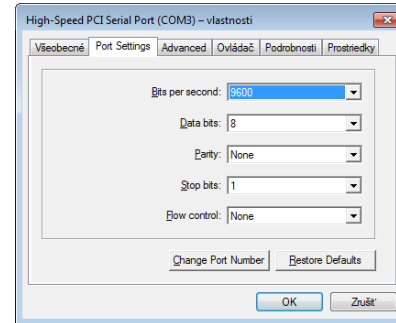 High-Speed PCI Serial Port (COM3) – vlastnosti
Všeobecné Port Settings Advanced Ovládač Podrobnosti Prostriedky
Bits per second: 9600
Data bits: 8
Parity: None
Stop bits: 1
Flow control: None
Change Port Number Restore Defaults
OK Zrušiť